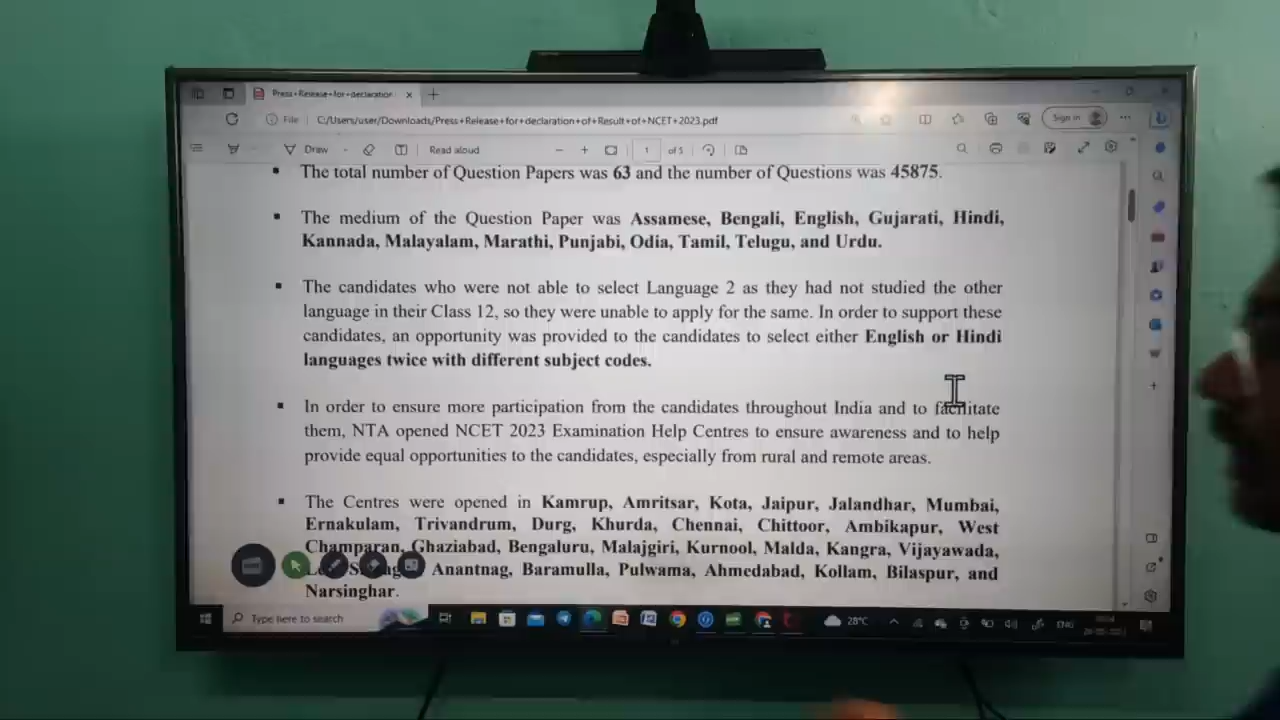 Press+Release+for+declaration
File
C:/Users/user/Downloads/Press+Release+for+declaration+of+Result+of+NCET+2023.pdf
Sign in
Draw
Read aloud
1
of 5
The total number of Question Papers was 63 and the number of Questions was 45875.
The medium of the Question Paper was Assamese, Bengali, English, Gujarati, Hindi,
Kannada, Malayalam, Marathi, Punjabi, Odia, Tamil, Telugu, and Urdu.
The candidates who were not able to select Language 2 as they had not studied the other
language in their Class 12, so they were unable to apply for the same. In order to support these
candidates, an opportunity was provided to the candidates to select either English or Hindi
languages twice with different subject codes.
In order to ensure more participation from the candidates throughout India and to facilitate
them, NTA opened NCET 2023 Examination Help Centres to ensure awareness and to help
provide equal opportunities to the candidates, especially from rural and remote areas.
The Centres were opened in Kamrup, Amritsar, Kota, Jaipur, Jalandhar, Mumbai,
Ernakulam, Trivandrum, Durg, Khurda, Chennai, Chittoor, Ambikapur, West
Champaran, Ghaziabad, Bengaluru, Malajgiri, Kurnool, Malda, Kangra, Vijayawada,
Anantnag, Baramulla, Pulwama, Ahmedabad, Kollam, Bilaspur, and
Narsinghar.
Type here to search
28°C
ENG